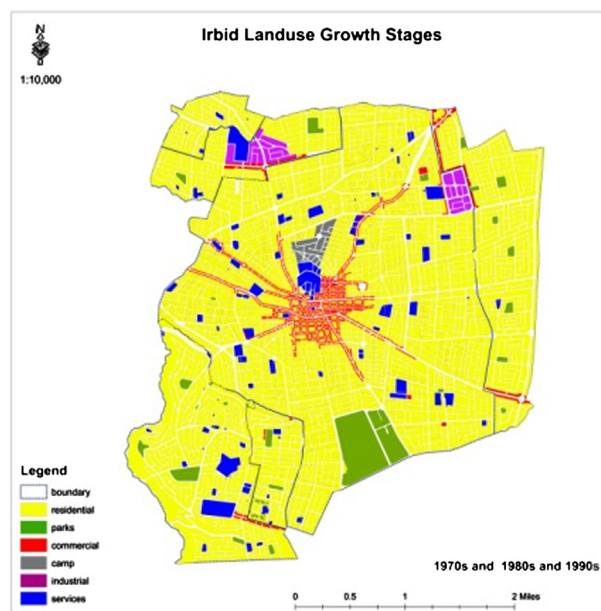 Irbid Landuse Growth Stages
N
1:10,000
Legend
boundary
residential
parks
commercial
camp
industrial
services
1970s and 1980s and 1990s
0 0.5 1 2 Miles